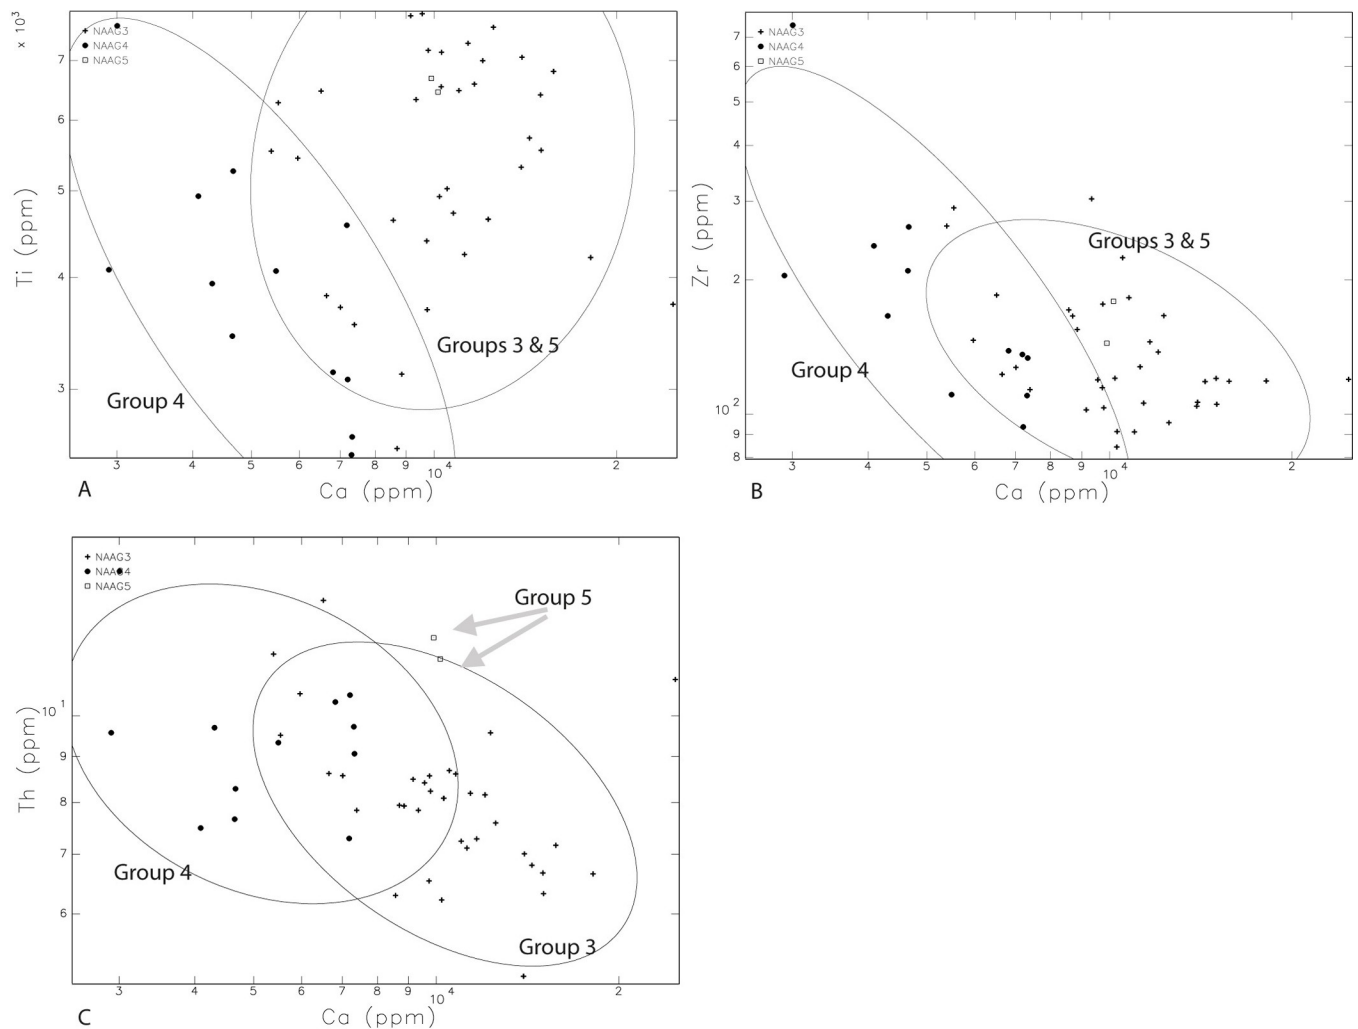 x 10³
NAAG3
NAAG4
NAAG5
7
6
5
4
3
Ti (ppm)
Groups 3 & 5
Group 4
3 4 5 6 7 8 9 10⁴ 2
Ca (ppm)
A
NAAG3
NAAG4
NAAG5
7
6
5
4
3
2
10²
9
8
Zr (ppm)
Groups 3 & 5
Group 4
3 4 5 6 7 8 9 10⁴ 2
Ca (ppm)
B
NAAG3
NAAG4
NAAG5
10¹
9
8
7
6
Th (ppm)
Group 5
Group 4
Group 3
3 4 5 6 7 8 9 10⁴ 2
Ca (ppm)
C